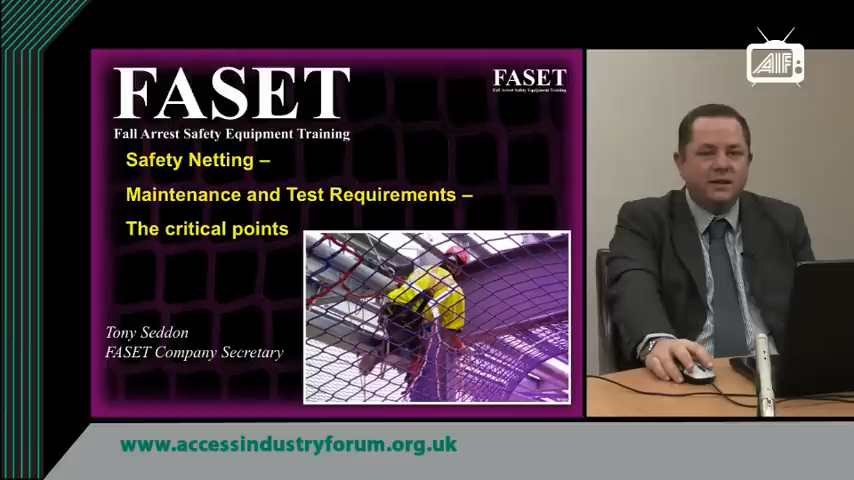 FASET
Fall Arrest Safety Equipment Training
FASET
Fall Arrest Safety Equipment Training
Safety Netting –
Maintenance and Test Requirements –
The critical points
Tony Seddon
FASET Company Secretary
AIF
www.accessindustryforum.org.uk